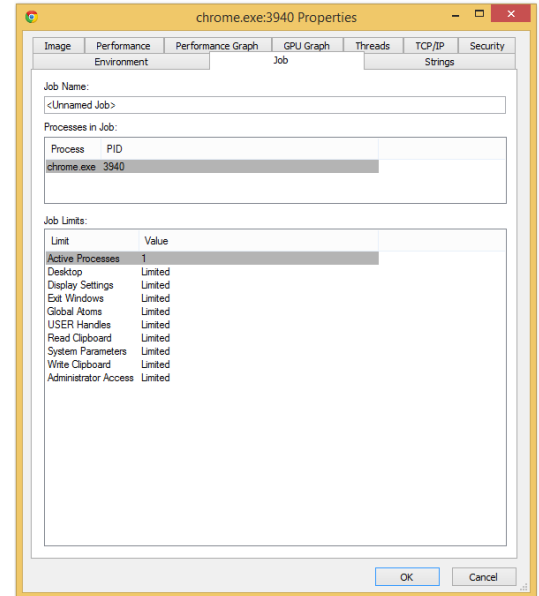 chrome.exe:3940 Properties
Image Performance Performance Graph GPU Graph Threads TCP/IP Security
Environment Job Strings
Job Name:
<Unnamed Job>
Processes in Job:
Process PID
chrome.exe 3940
Job Limits:
Limit Value
Active Processes 1
Desktop Limited
Display Settings Limited
Exit Windows Limited
Global Atoms Limited
USER Handles Limited
Read Clipboard Limited
System Parameters Limited
Write Clipboard Limited
Administrator Access Limited
OK Cancel